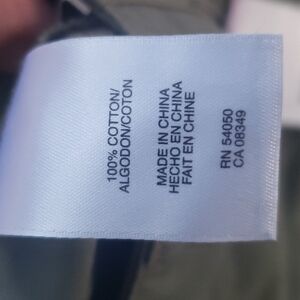 100% COTTON/
ALGODON/COTON
MADE IN CHINA
HECHO EN CHINA
FAIT EN CHINE
RN 54050
CA 08349